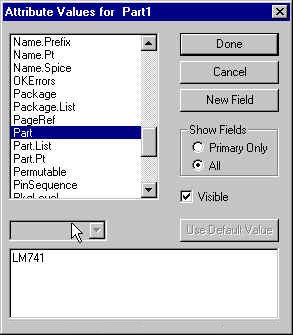 Attribute Values for Part1
Name.Prefix
Name.Pt
Name.Spice
OKErrors
Package
Package.List
PageRef
Part
Part.List
Part.Pt
Permutable
PinSequence
PkgLevel
Done
Cancel
New Field
Show Fields
Primary Only
All
Visible
Use Default Value
LM741